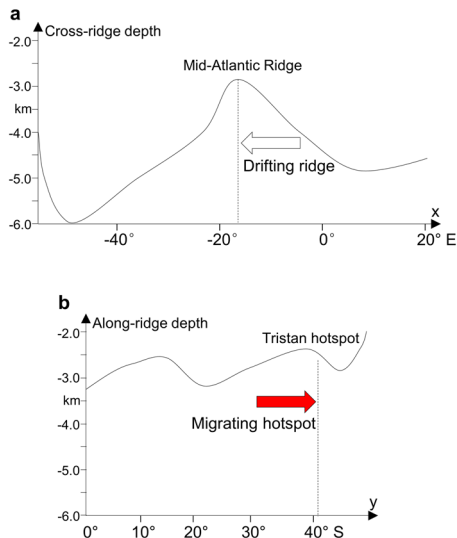 a
Cross-ridge depth
-2.0
Mid-Atlantic Ridge
-3.0
km
-4.0
Drifting ridge
-5.0
-6.0
x
-40° -20° 0° 20° E
b
Along-ridge depth
-2.0
Tristan hotspot
-3.0
km
-4.0
Migrating hotspot
-5.0
-6.0
y
0° 10° 20° 30° 40° S